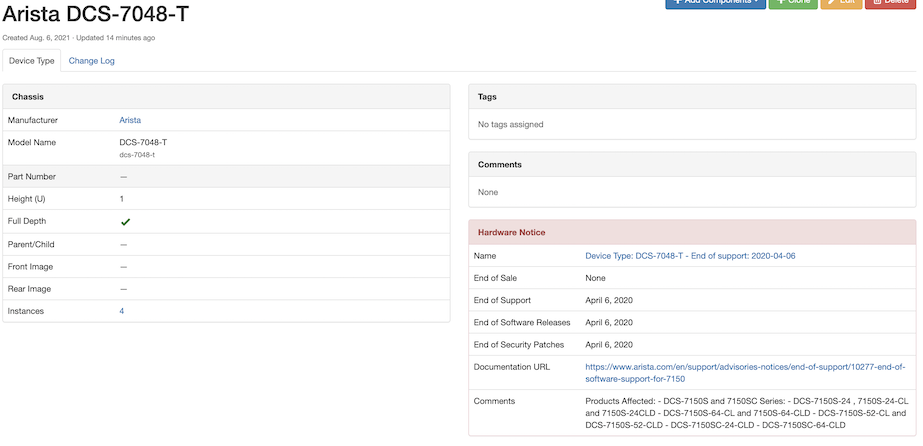 Add Components
Clone
Edit
Delete
Arista DCS-7048-T
Created Aug. 6, 2021 · Updated 14 minutes ago
Device Type
Change Log
Chassis
Manufacturer Arista
Model Name DCS-7048-T
dcs-7048-t
Part Number —
Height (U) 1
Full Depth
Parent/Child —
Front Image —
Rear Image —
Instances 4
Tags
No tags assigned
Comments
None
Hardware Notice
Name Device Type: DCS-7048-T - End of support: 2020-04-06
End of Sale None
End of Support April 6, 2020
End of Software Releases April 6, 2020
End of Security Patches April 6, 2020
Documentation URL https://www.arista.com/en/support/advisories-notices/end-of-support/10277-end-of-
software-support-for-7150
Comments Products Affected: - DCS-7150S and 7150SC Series: - DCS-7150S-24 , 7150S-24-CL
and 7150S-24CLD - DCS-7150S-64-CL and 7150S-64-CLD - DCS-7150S-52-CL and
DCS-7150S-52-CLD - DCS-7150SC-24-CLD - DCS-7150SC-64-CLD